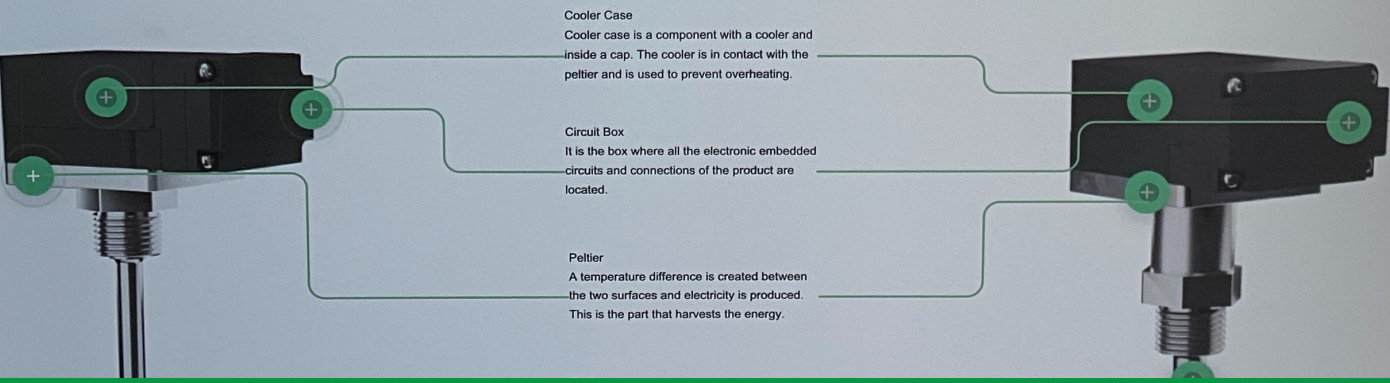 Cooler Case
Cooler case is a component with a cooler and
inside a cap. The cooler is in contact with the
peltier and is used to prevent overheating.
Circuit Box
It is the box where all the electronic embedded
circuits and connections of the product are
located.
Peltier
A temperature difference is created between
the two surfaces and electricity is produced.
This is the part that harvests the energy.